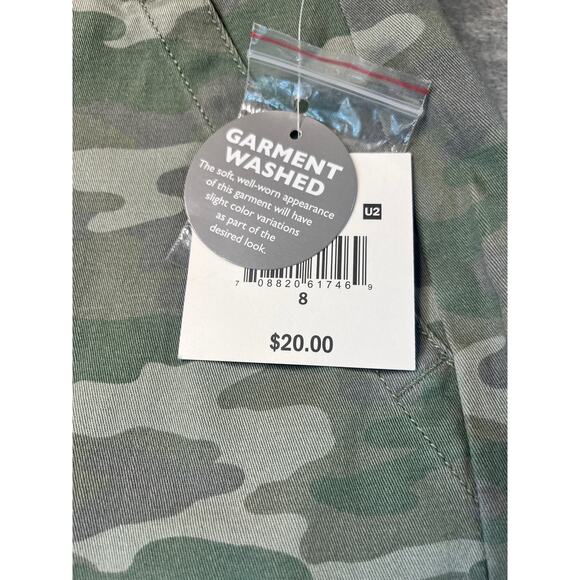 GARMENT
WASHED
The soft, well-worn appearance
of this garment will have
slight color variations
as part of the
desired look.
U2
7 08820 61746 9
8
$20.00